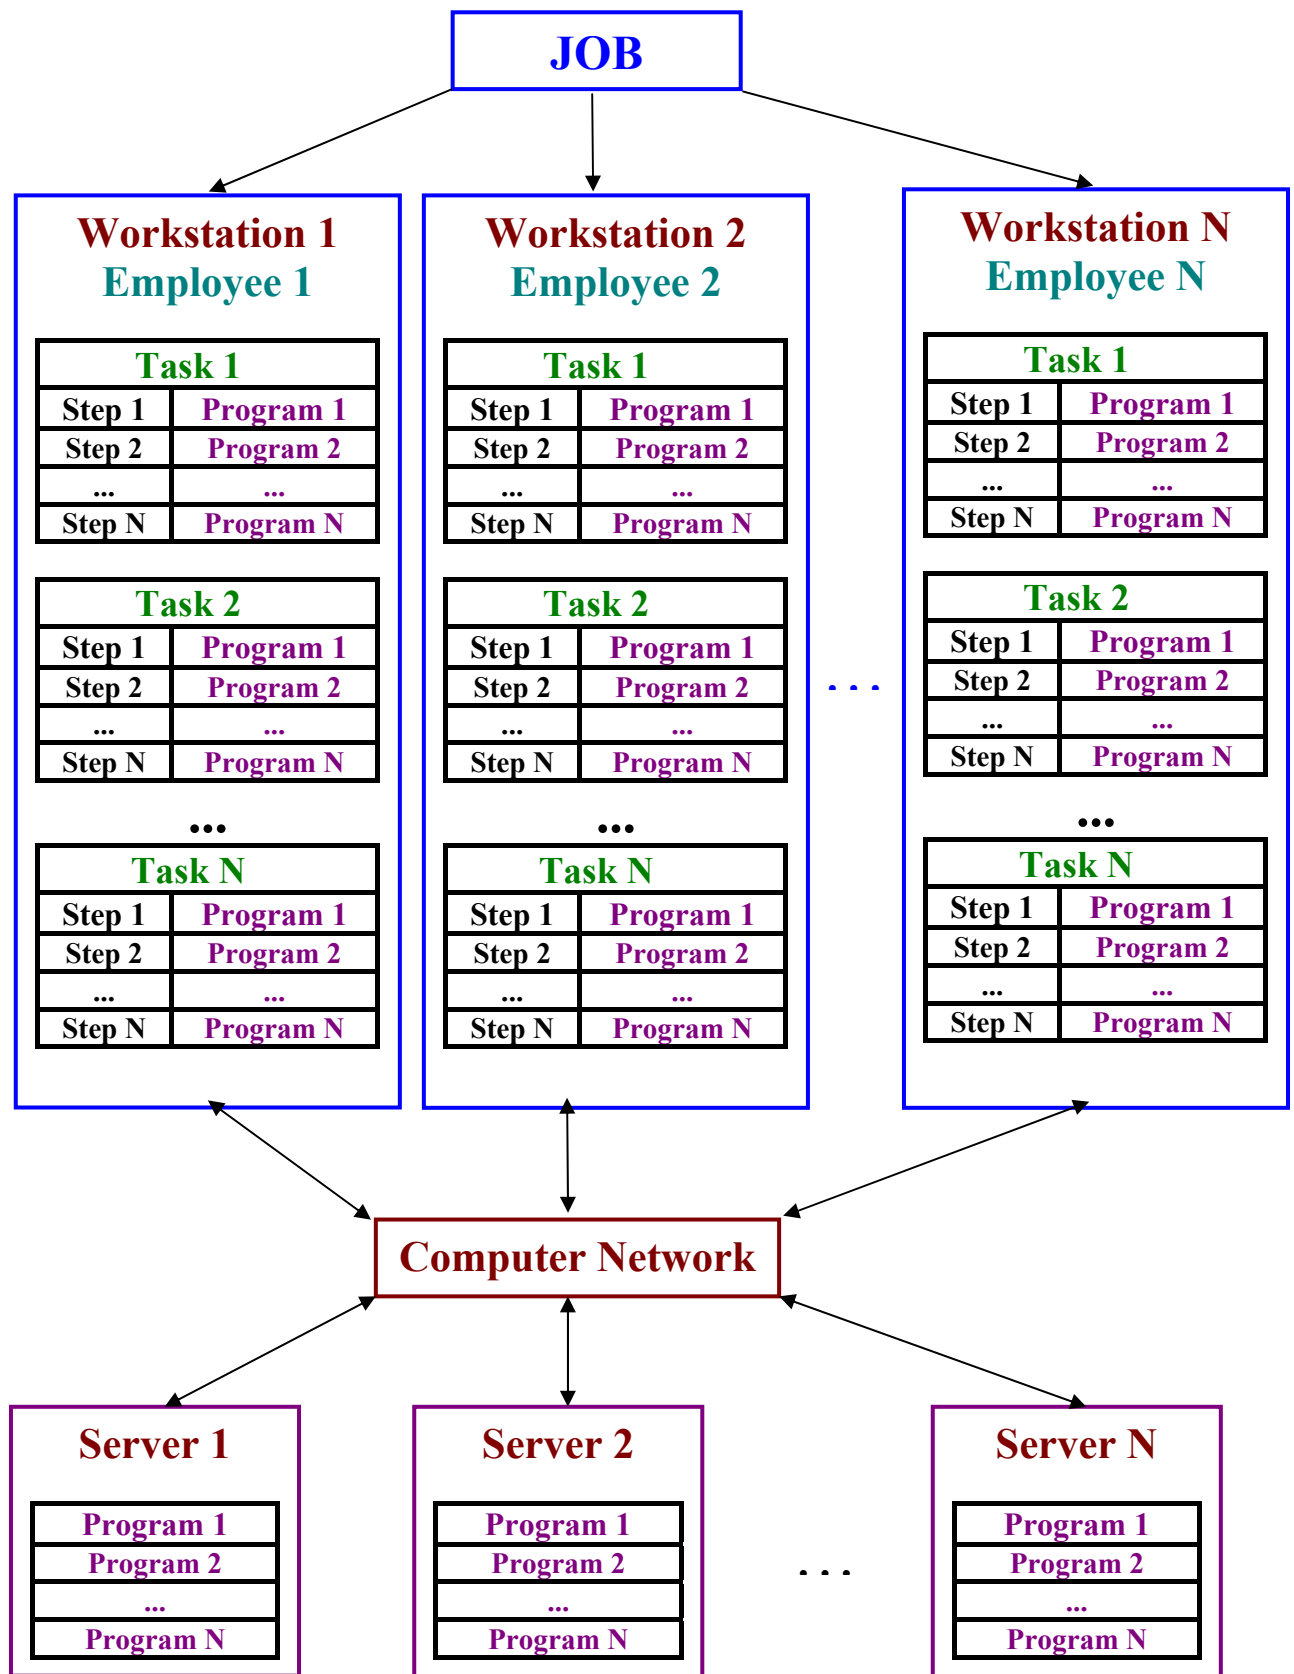 JOB
Workstation 1
Employee 1
Task 1
Step 1 Program 1
Step 2 Program 2
... ...
Step N Program N
Task 2
Step 1 Program 1
Step 2 Program 2
... ...
Step N Program N
...
Task N
Step 1 Program 1
Step 2 Program 2
... ...
Step N Program N
Workstation 2
Employee 2
Task 1
Step 1 Program 1
Step 2 Program 2
... ...
Step N Program N
Task 2
Step 1 Program 1
Step 2 Program 2
... ...
Step N Program N
...
Task N
Step 1 Program 1
Step 2 Program 2
... ...
Step N Program N
. . .
Workstation N
Employee N
Task 1
Step 1 Program 1
Step 2 Program 2
... ...
Step N Program N
Task 2
Step 1 Program 1
Step 2 Program 2
... ...
Step N Program N
...
Task N
Step 1 Program 1
Step 2 Program 2
... ...
Step N Program N
Computer Network
Server 1
Program 1
Program 2
...
Program N
Server 2
Program 1
Program 2
...
Program N
. . .
Server N
Program 1
Program 2
...
Program N